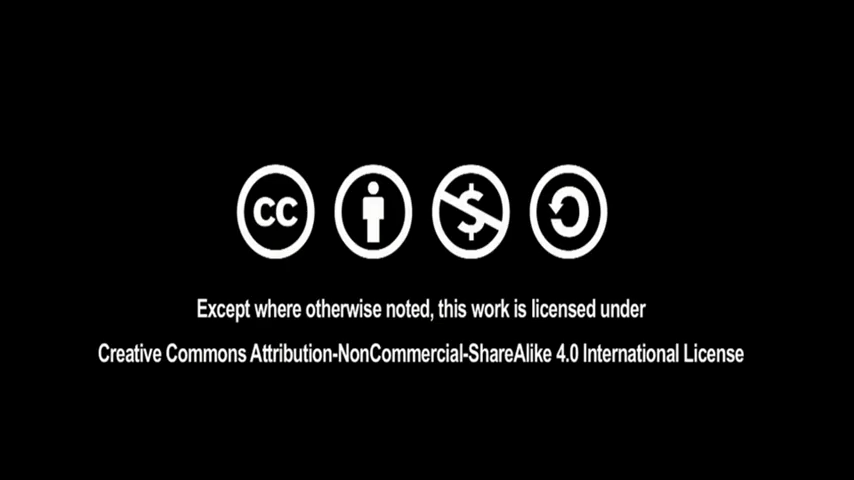 cc
Except where otherwise noted, this work is licensed under
Creative Commons Attribution-NonCommercial-ShareAlike 4.0 International License